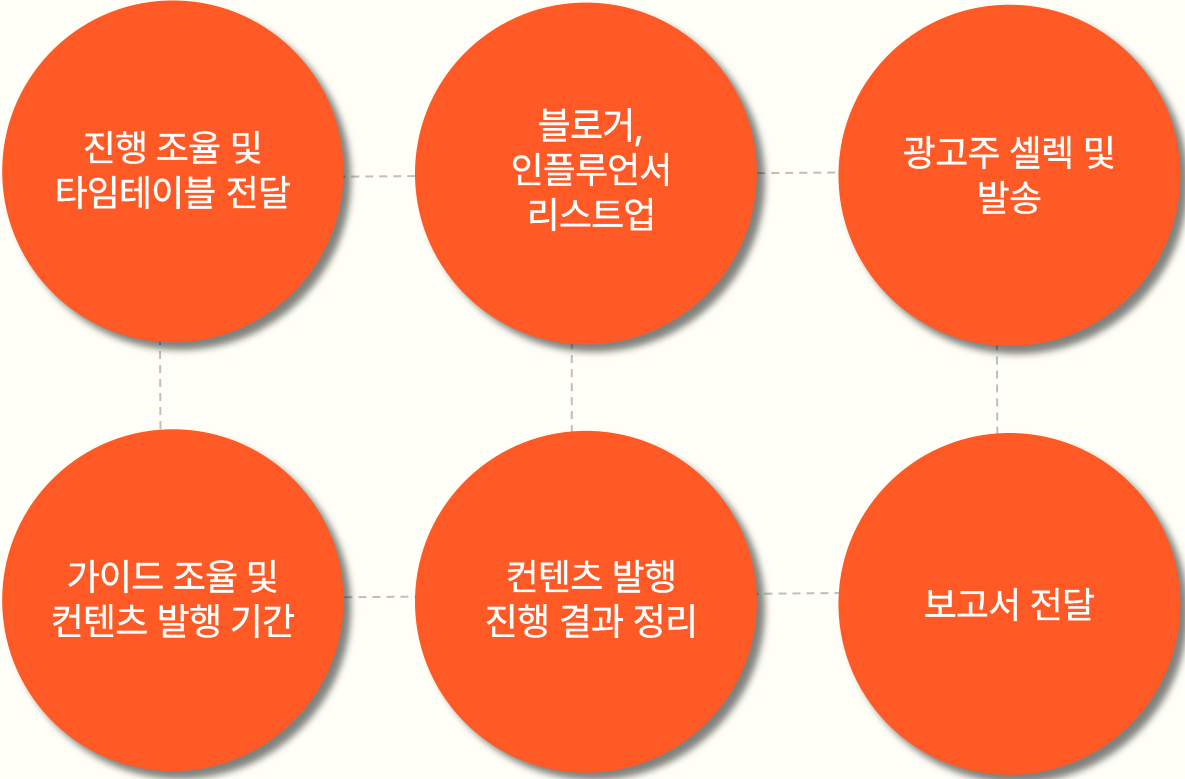 진행 조율 및
타임테이블 전달
블로거,
인플루언서
리스트업
광고주 셀렉 및
발송
가이드 조율 및
컨텐츠 발행 기간
컨텐츠 발행
진행 결과 정리
보고서 전달